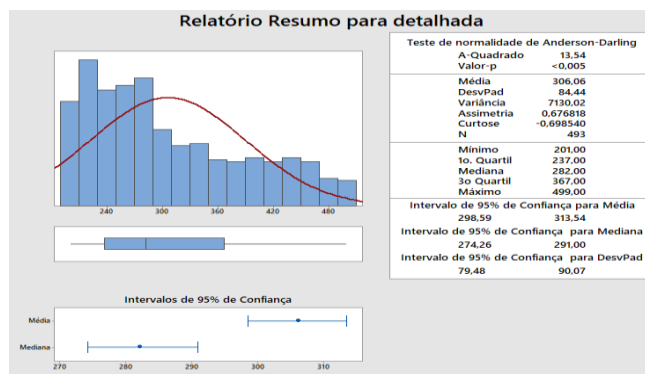 Relatório Resumo para detalhada
240 300 360 420 480
Intervalos de 95% de Confiança
Média
Mediana
270 280 290 300 310
Teste de normalidade de Anderson-Darling
A-Quadrado 13,54
Valor-p <0,005
Média 306,06
DesvPad 84,44
Variância 7130,02
Assimetria 0,676818
Curtose -0,698540
N 493
Mínimo 201,00
1o. Quartil 237,00
Mediana 282,00
3o Quartil 367,00
Máximo 499,00
Intervalo de 95% de Confiança para Média
298,59 313,54
Intervalo de 95% de Confiança para Mediana
274,26 291,00
Intervalo de 95% de Confiança para DesvPad
79,48 90,07